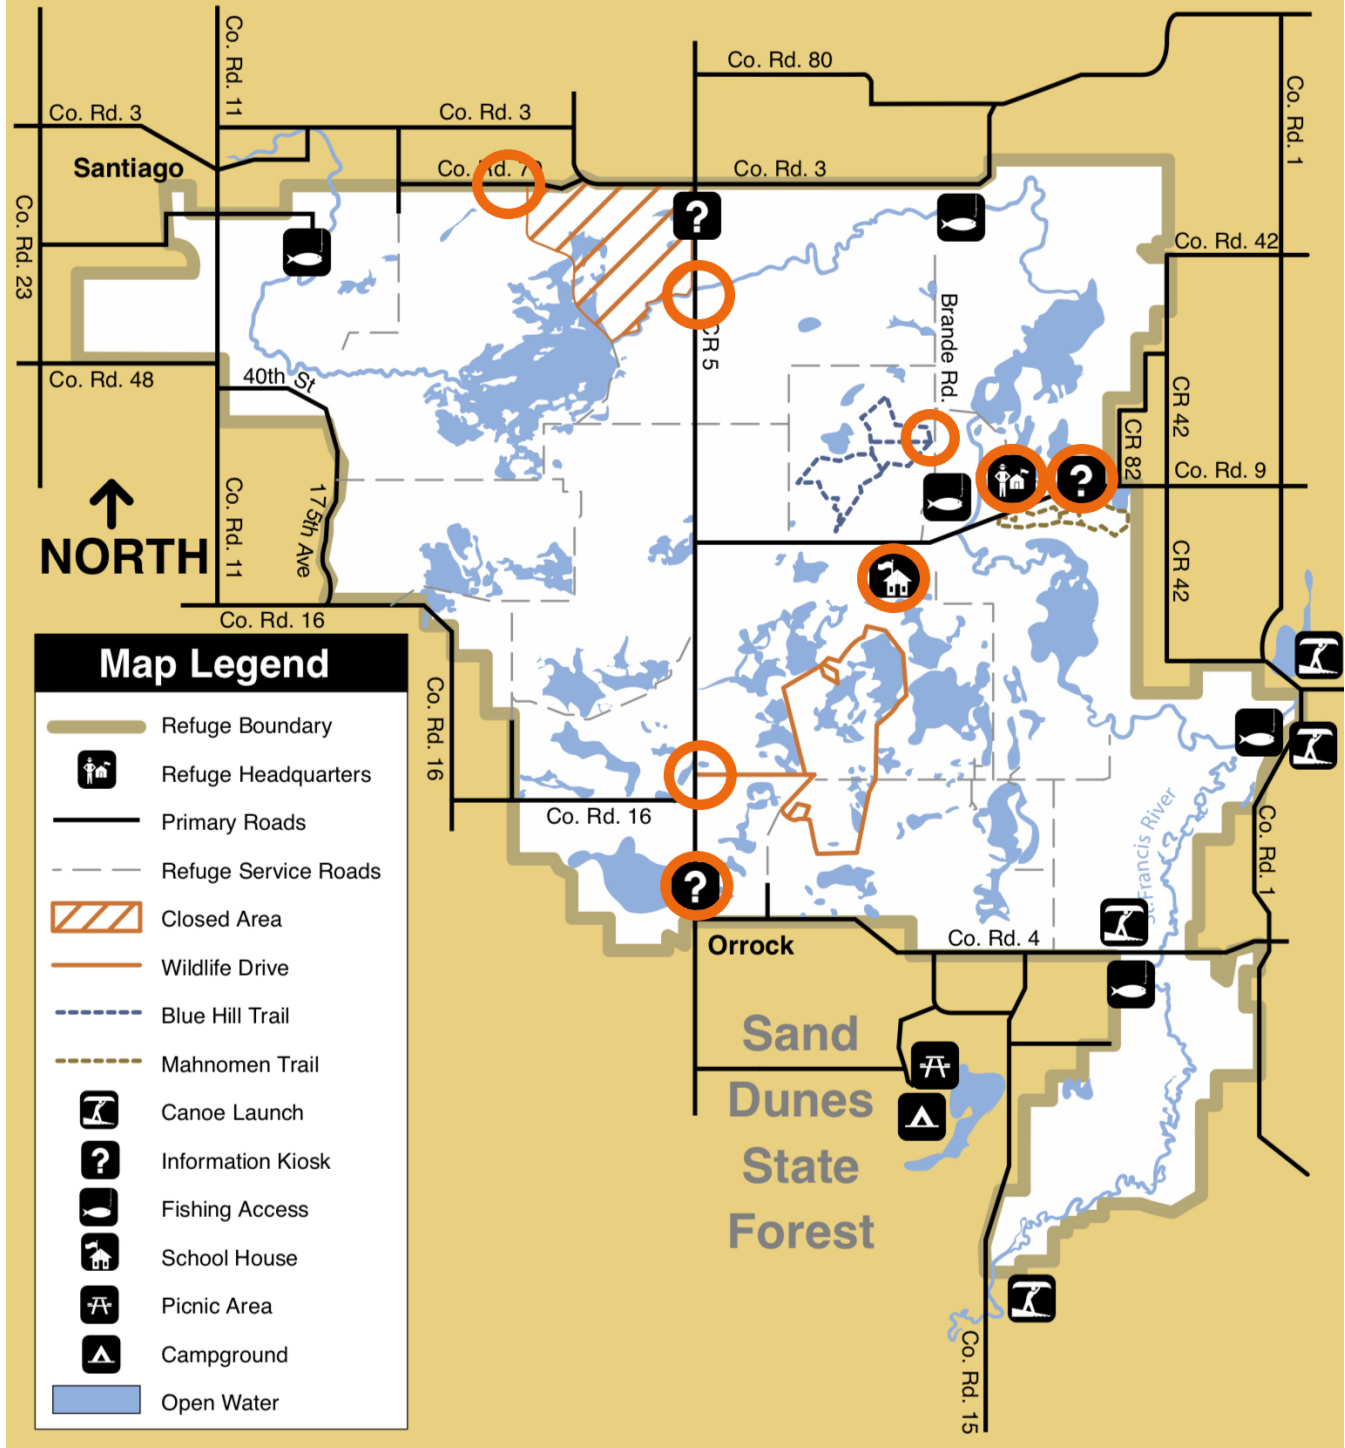 Co. Rd. 11
Co. Rd. 80
Co. Rd. 1
Co. Rd. 3
Co. Rd. 3
Santiago
Co. Rd. 3
Co. Rd. 42
Co. Rd. 23
Brande Rd.
CR 5
Co. Rd. 48
40th St
CR 42
CR 82
Co. Rd. 9
Co. Rd. 11
175th Ave
NORTH
CR 42
Co. Rd. 16
Co. Rd. 16
Co. Rd. 16
St. Francis River
Co. Rd. 1
Orrock
Co. Rd. 4
Sand
Dunes
State
Forest
Co. Rd. 15
Map Legend
Refuge Boundary
Refuge Headquarters
Primary Roads
Refuge Service Roads
Closed Area
Wildlife Drive
Blue Hill Trail
Mahnomen Trail
Canoe Launch
? Information Kiosk
Fishing Access
School House
Picnic Area
Campground
Open Water
?
?
?